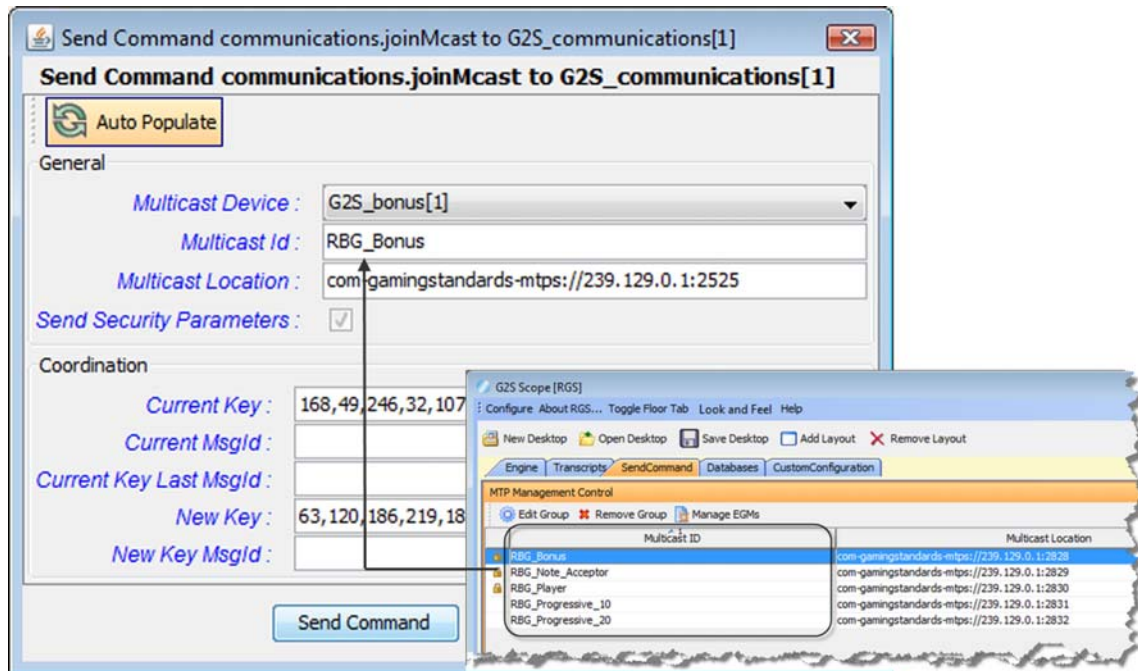 Send Command communications.joinMcast to G2S_communications[1]
Send Command communications.joinMcast to G2S_communications[1]
Auto Populate
General
Multicast Device : G2S_bonus[1]
Multicast Id : RBG_Bonus
Multicast Location : com-gamingstandards-mtps://239.129.0.1:2525
Send Security Parameters :
Coordination
Current Key : 168,49,246,32,107
Current MsgId :
Current Key Last MsgId :
New Key : 63,120,186,219,18
New Key MsgId :
Send Command
G2S Scope [RGS]
Configure About RGS... Toggle Floor Tab Look and Feel Help
New Desktop Open Desktop Save Desktop Add Layout Remove Layout
Engine Transcripts SendCommand Databases CustomConfiguration
MTP Management Control
Edit Group Remove Group Manage EGMs
Multicast ID Multicast Location
RBG_Bonus com-gamingstandards-mtps://239.129.0.1:2828
RBG_Note_Acceptor com-gamingstandards-mtps://239.129.0.1:2829
RBG_Player com-gamingstandards-mtps://239.129.0.1:2830
RBG_Progressive_10 com-gamingstandards-mtps://239.129.0.1:2831
RBG_Progressive_20 com-gamingstandards-mtps://239.129.0.1:2832